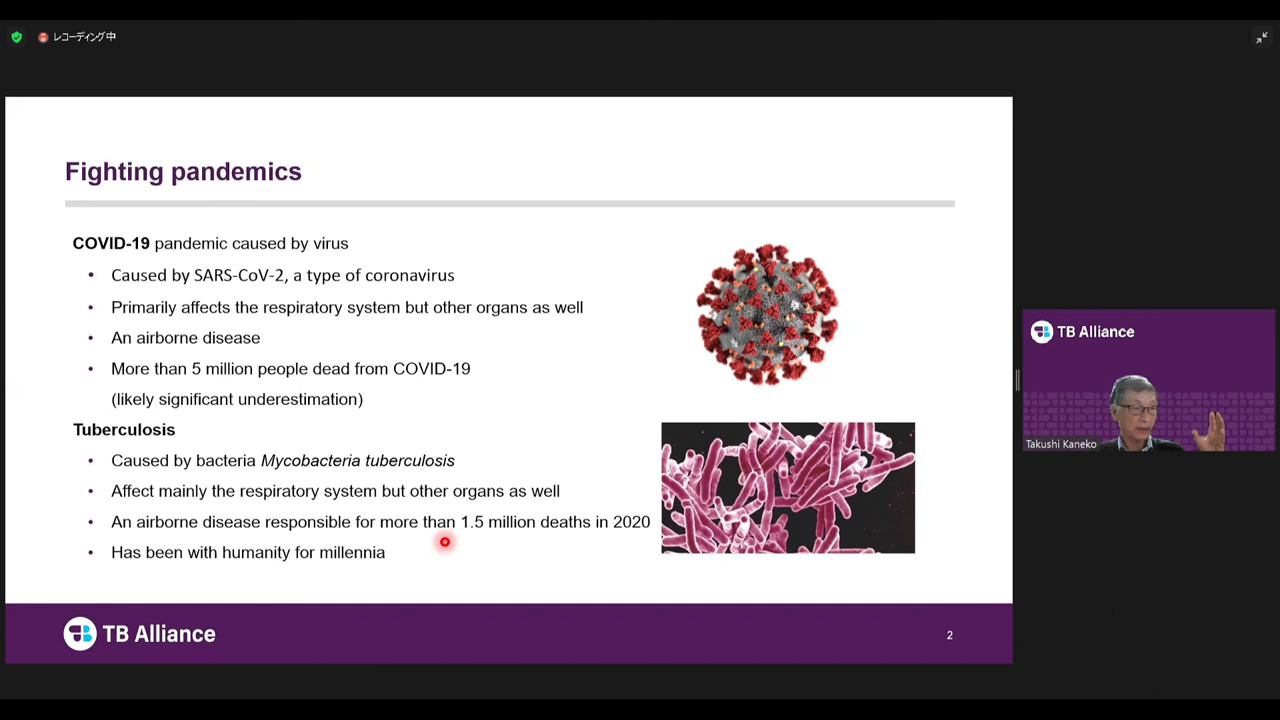 レコーディング中
Fighting pandemics
COVID-19 pandemic caused by virus
• Caused by SARS-CoV-2, a type of coronavirus
• Primarily affects the respiratory system but other organs as well
• An airborne disease
• More than 5 million people dead from COVID-19
(likely significant underestimation)
Tuberculosis
• Caused by bacteria Mycobacteria tuberculosis
• Affect mainly the respiratory system but other organs as well
• An airborne disease responsible for more than 1.5 million deaths in 2020
• Has been with humanity for millennia
TB Alliance
2
TB Alliance
Takushi Kaneko